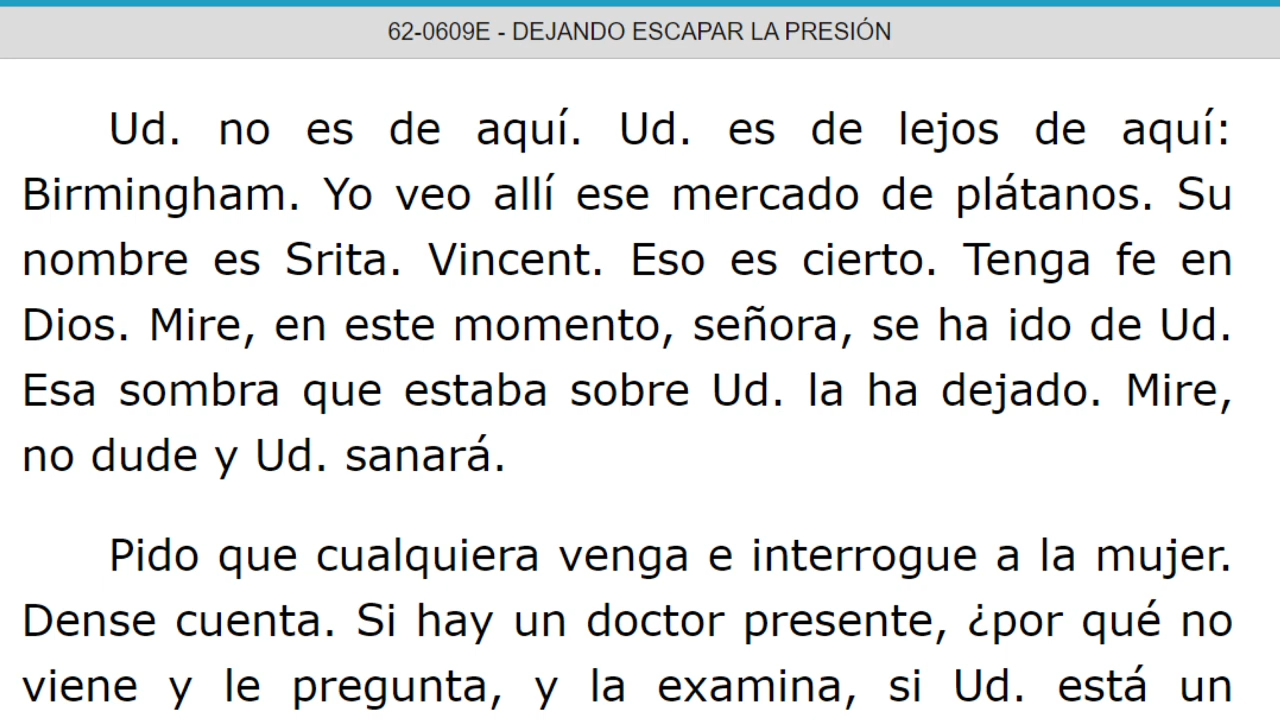 62-0609E - DEJANDO ESCAPAR LA PRESIÓN
Ud. no es de aquí. Ud. es de lejos de aquí:
Birmingham. Yo veo allí ese mercado de plátanos. Su
nombre es Srita. Vincent. Eso es cierto. Tenga fe en
Dios. Mire, en este momento, señora, se ha ido de Ud.
Esa sombra que estaba sobre Ud. la ha dejado. Mire,
no dude y Ud. sanará.
Pido que cualquiera venga e interrogue a la mujer.
Dense cuenta. Si hay un doctor presente, ¿por qué no
viene y le pregunta, y la examina, si Ud. está un